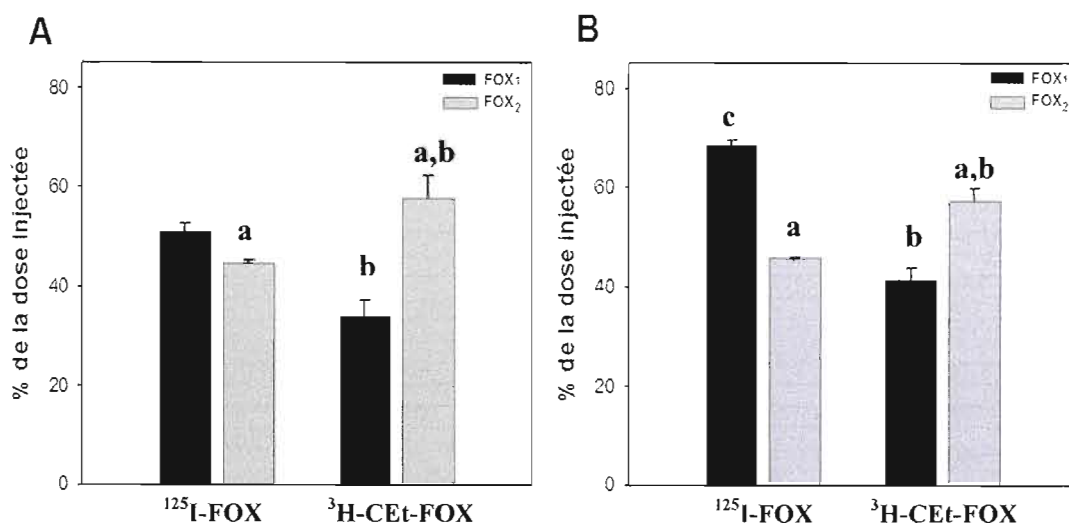 A
% de la dose injectée
80
60
40
20
0
FOX₁
FOX₂
a
b
a,b
¹²⁵I-FOX
³H-CEt-FOX
B
% de la dose injectée
80
60
40
20
0
FOX₁
FOX₂
c
a
b
a,b
¹²⁵I-FOX
³H-CEt-FOX